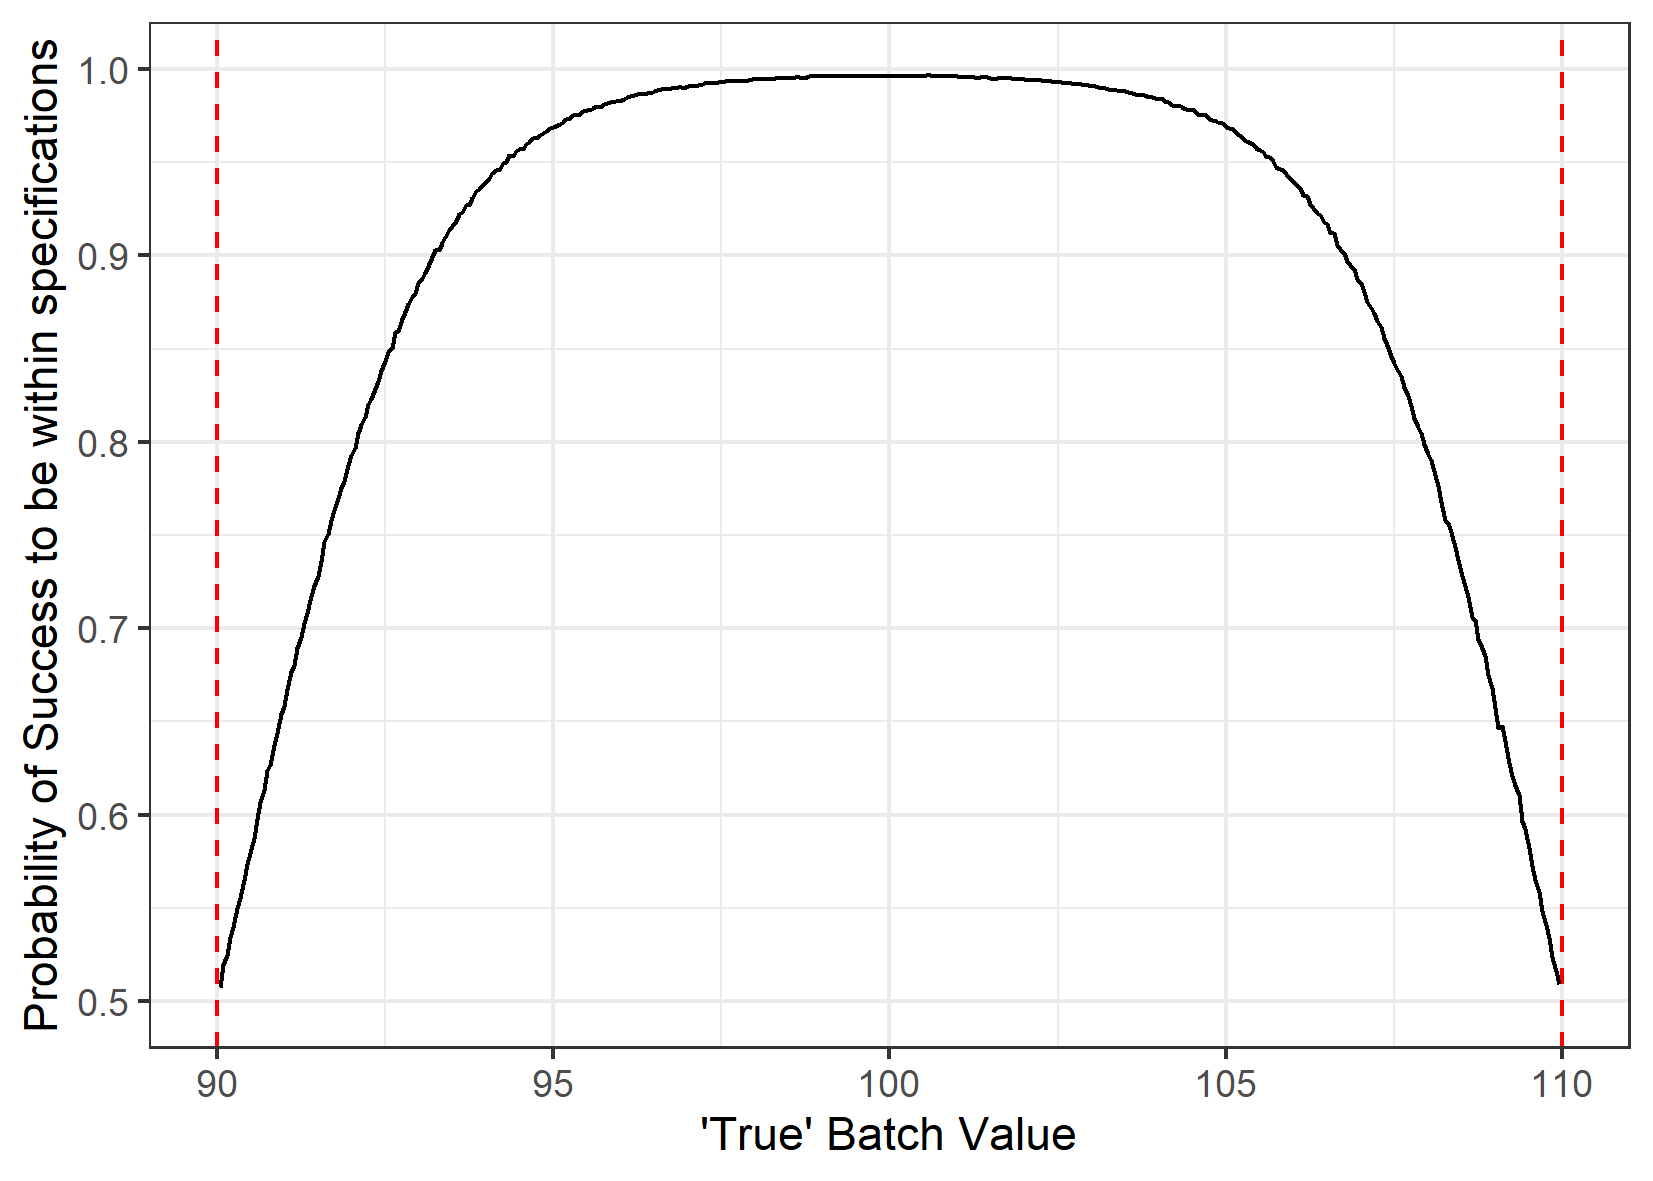 Probability of Success to be within specifications
1.0
0.9
0.8
0.7
0.6
0.5
90 95 100 105 110
'True' Batch Value